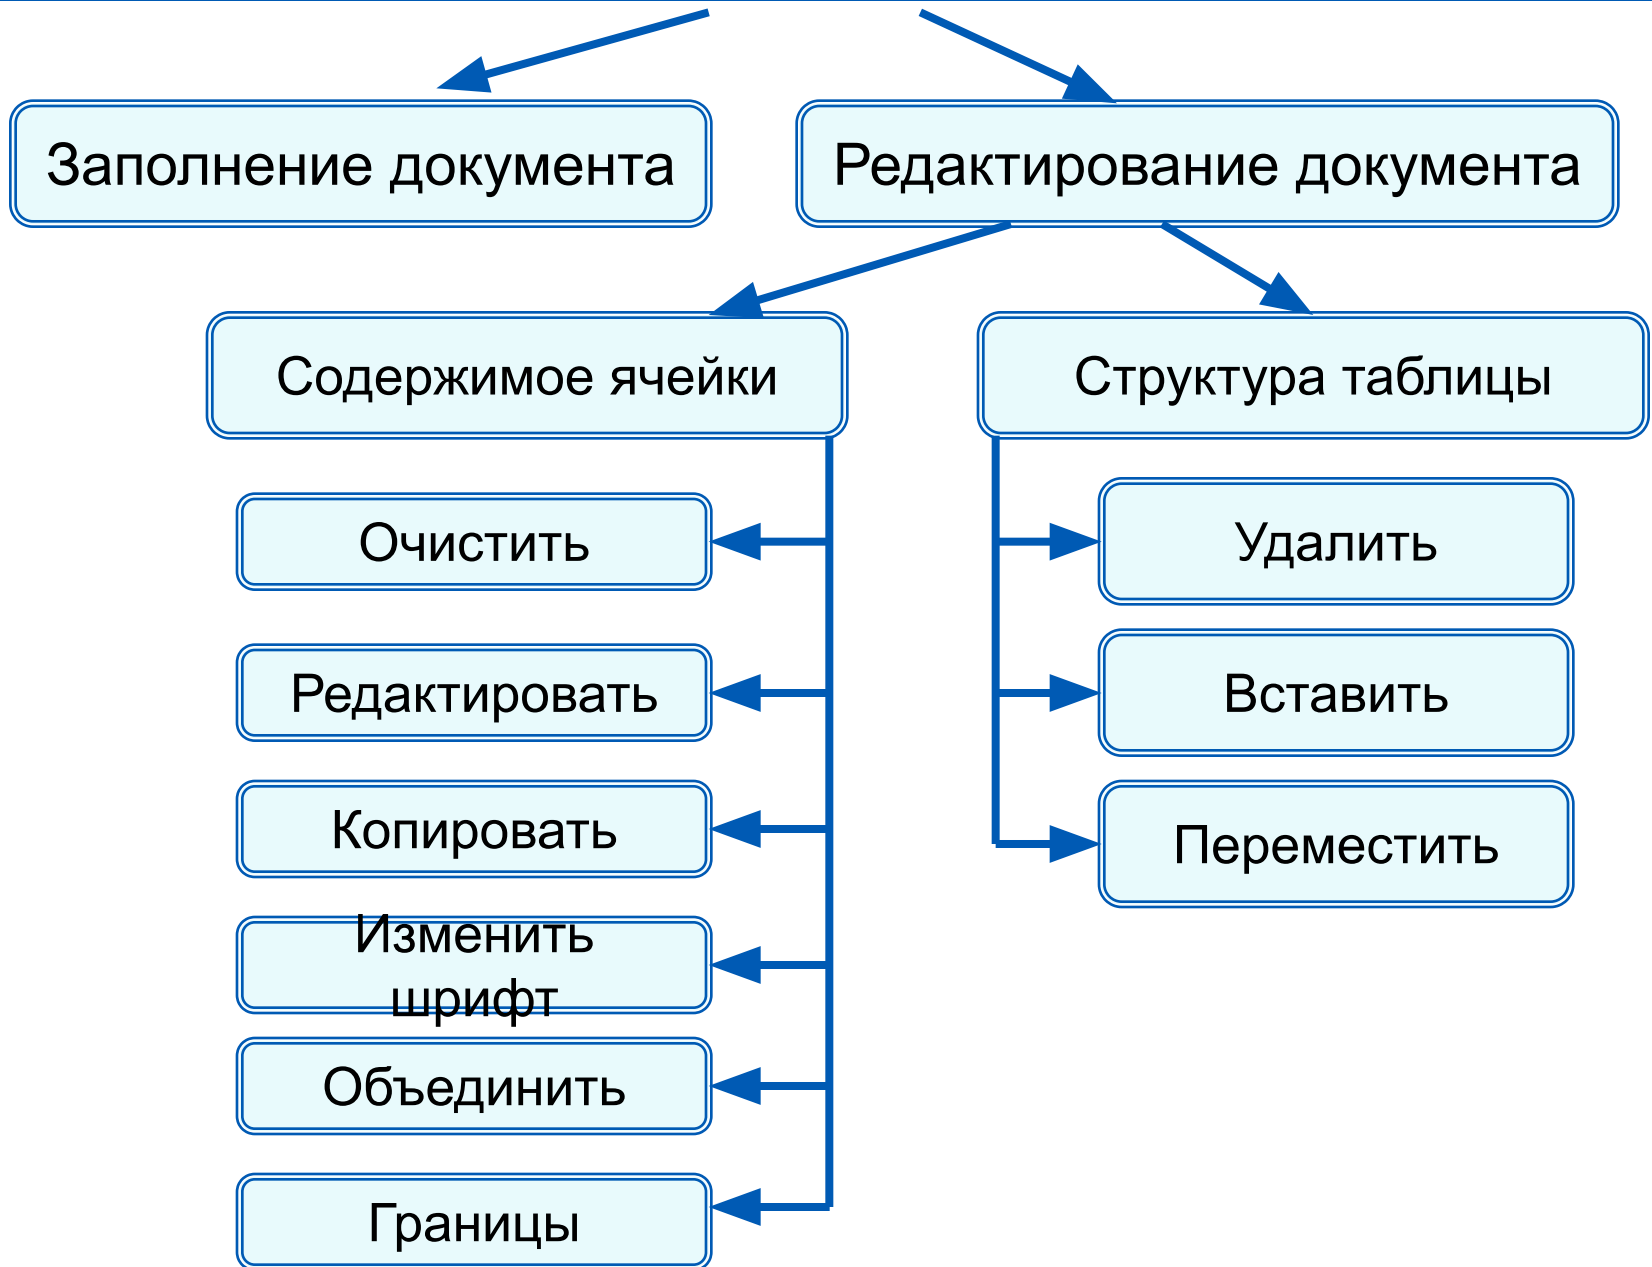 Заполнение документа
Редактирование документа
Содержимое ячейки
Структура таблицы
Очистить
Редактировать
Копировать
Изменить
шрифт
Объединить
Границы
Удалить
Вставить
Переместить